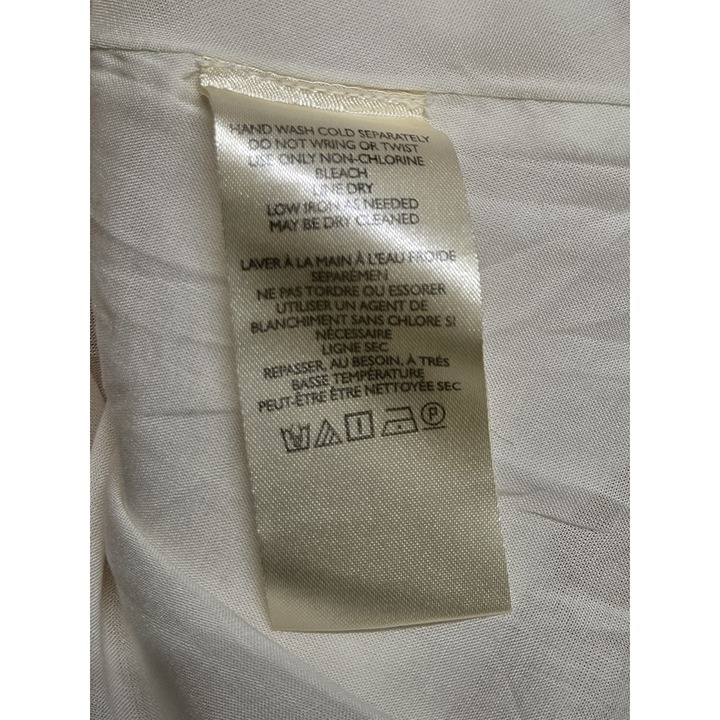 HAND WASH COLD SEPARATELY
DO NOT WRING OR TWIST
USE ONLY NON-CHLORINE
BLEACH
LINE DRY
LOW IRON AS NEEDED
MAY BE DRY CLEANED
LAVER À LA MAIN À L'EAU FROIDE
SÉPARÉMEN
NE PAS TORDRE OU ESSORER
UTILISER UN AGENT DE
BLANCHIMENT SANS CHLORE SI
NÉCESSAIRE
LIGNE SEC
REPASSER, AU BESOIN, À TRÉS
BASSE TEMPÉRATURE
PEUT-ÊTRE ÊTRE NETTOYÉE SEC
P